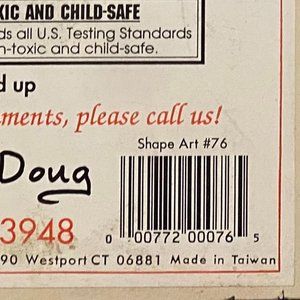 XIC AND CHILD-SAFE
ds all U.S. Testing Standards
n-toxic and child-safe.
d up
ments, please call us!
Shape Art #76
Doug
3948
0 00772 00076 5
90 Westport CT 06881 Made in Taiwan